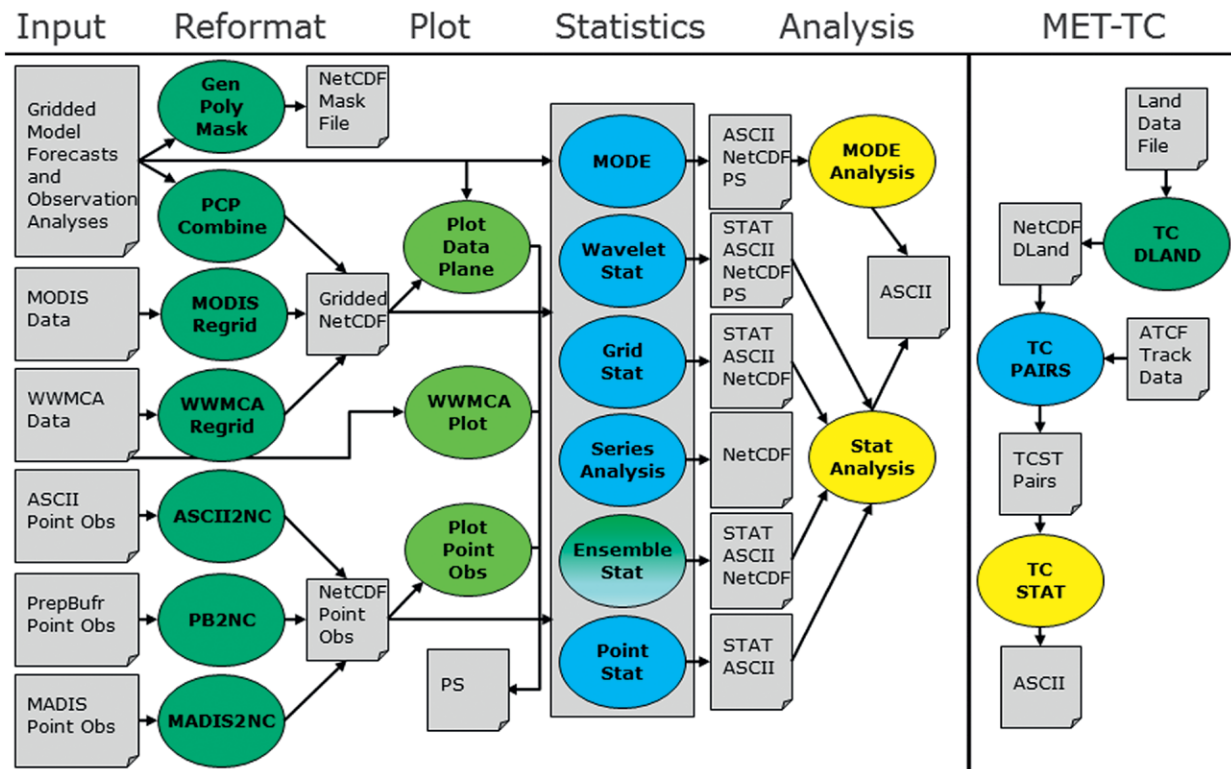 Input
Reformat
Plot
Statistics
Analysis
MET-TC
Gridded
Model
Forecasts
and
Observation
Analyses
MODIS
Data
WWMCA
Data
ASCII
Point Obs
PrepBufr
Point Obs
MADIS
Point Obs
Gen
Poly
Mask
PCP
Combine
MODIS
Regrid
WWMCA
Regrid
ASCII2NC
PB2NC
MADIS2NC
NetCDF
Mask
File
Gridded
NetCDF
NetCDF
Point
Obs
Plot
Data
Plane
WWMCA
Plot
Plot
Point
Obs
PS
MODE
Wavelet
Stat
Grid
Stat
Series
Analysis
Ensemble
Stat
Point
Stat
ASCII
NetCDF
PS
STAT
ASCII
NetCDF
PS
STAT
ASCII
NetCDF
NetCDF
STAT
ASCII
NetCDF
STAT
ASCII
MODE
Analysis
ASCII
Stat
Analysis
Land
Data
File
NetCDF
DLand
TC
DLAND
TC
PAIRS
ATCF
Track
Data
TCST
Pairs
TC
STAT
ASCII